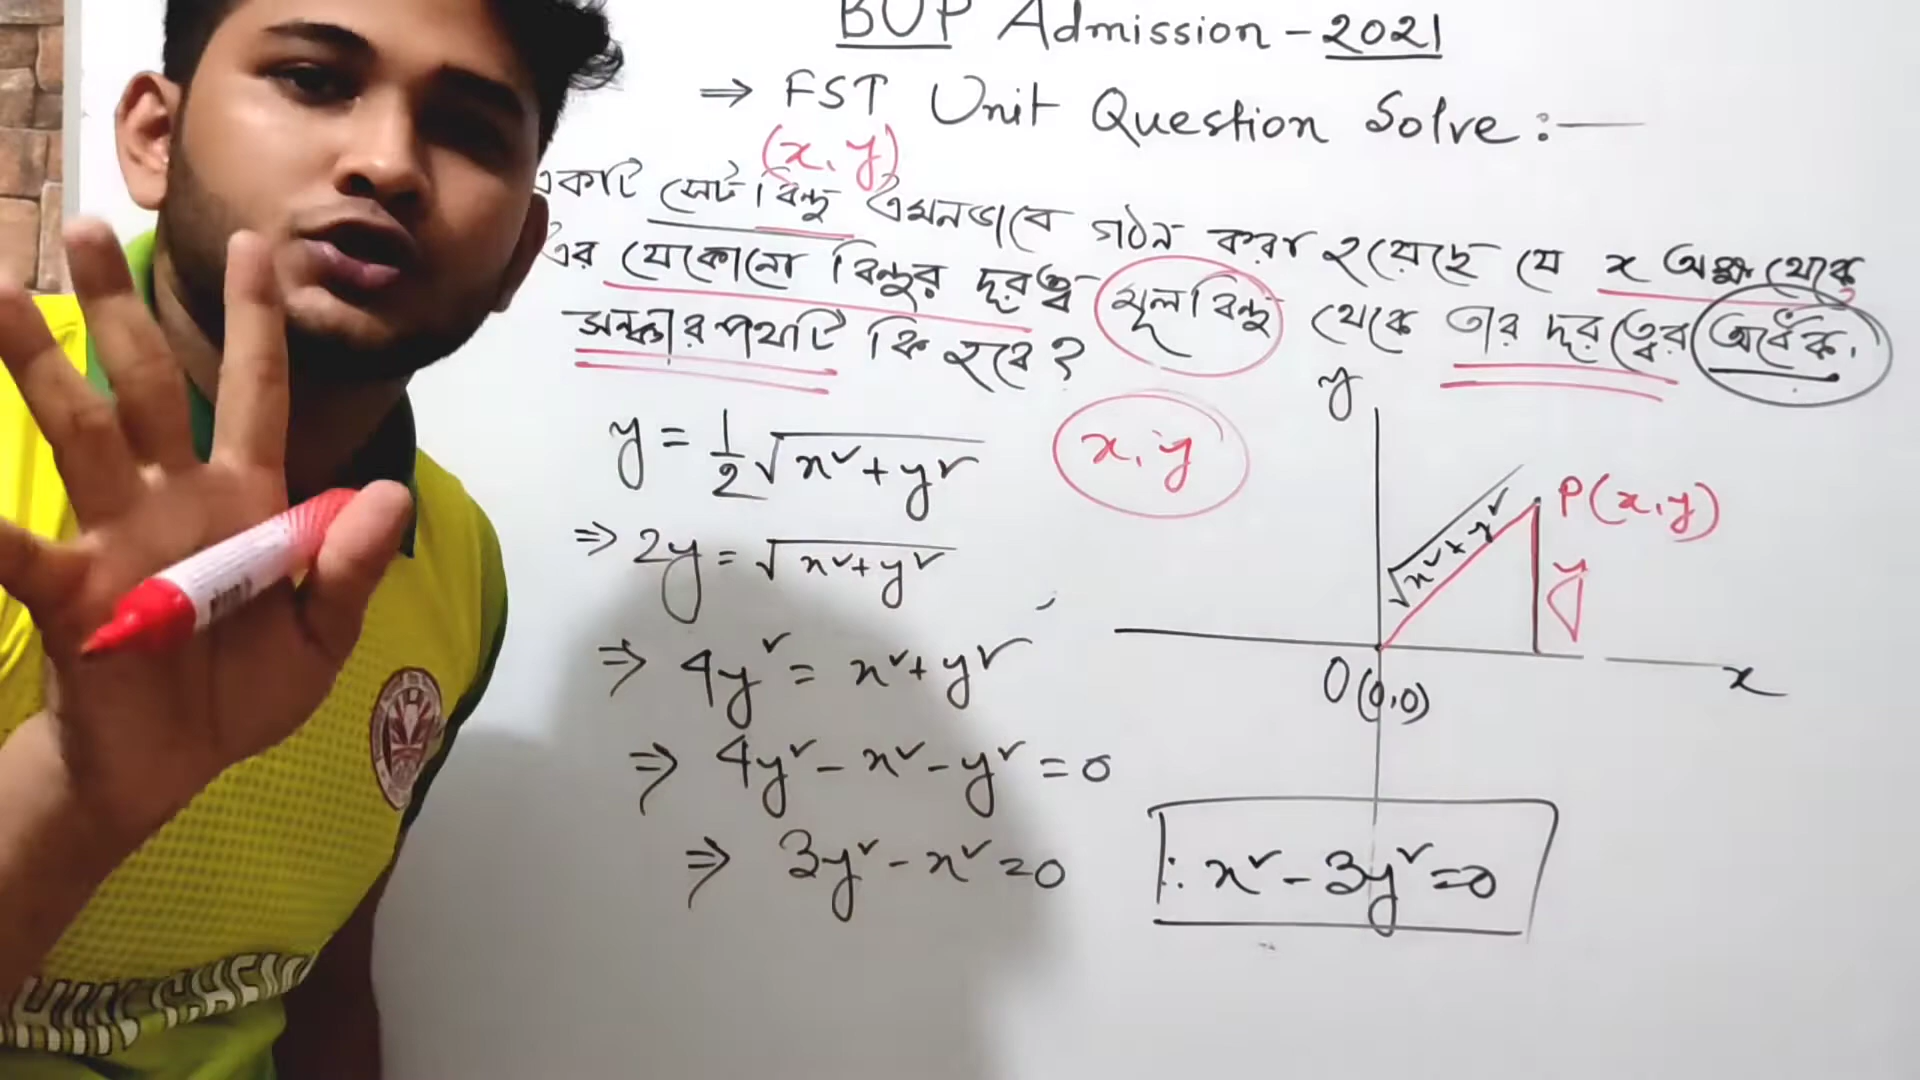 BUP Admission - 2021
⇒ FST Unit Question Solve :—
(x, y)
একটি সেট বিন্দু এমনভাবে গঠন করা হয়েছে যে x অক্ষ থেকে
এর যেকোনো বিন্দুর দূরত্ব মূলবিন্দু থেকে তার দূরত্বের অর্ধেক.
সঞ্চারপথটি কি হবে?
y = 1/2 √(x² + y²)
x, y
⇒ 2y = √(x² + y²)
⇒ 4y² = x² + y²
⇒ 4y² - x² - y² = 0
⇒ 3y² - x² = 0
∴ x² - 3y² = 0
y
√(x² + y²)
P(x, y)
y
O(0,0)
x